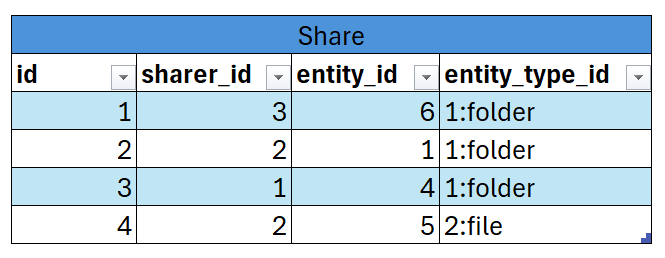 Share
id sharer_id entity_id entity_type_id
1 3 6 1:folder
2 2 1 1:folder
3 1 4 1:folder
4 2 5 2:file